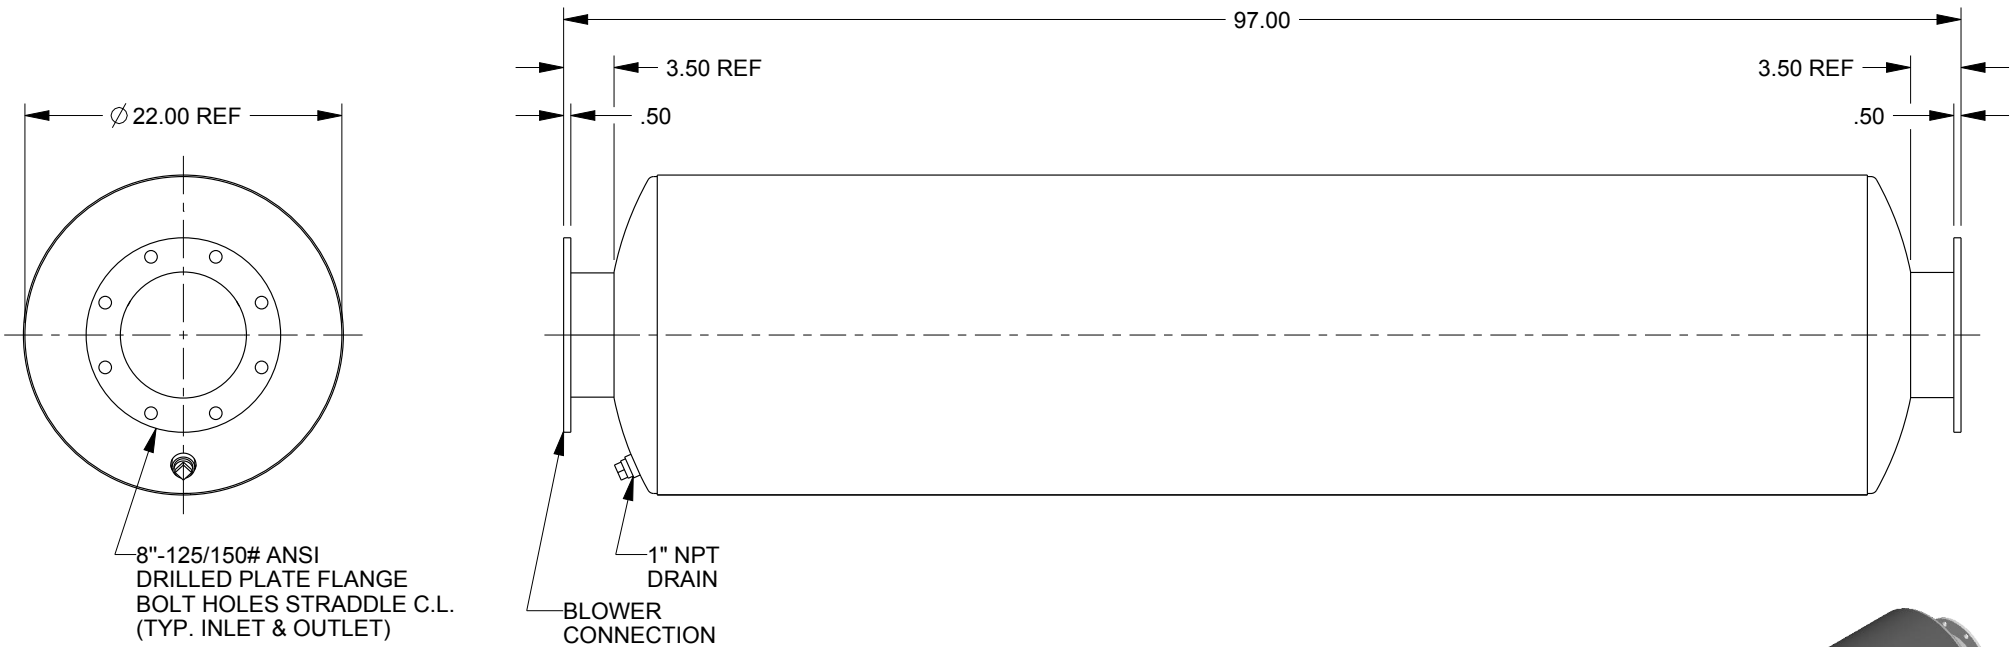 97.00
3.50 REF
3.50 REF
⌀ 22.00 REF
.50
.50
8"-125/150# ANSI
DRILLED PLATE FLANGE
BOLT HOLES STRADDLE C.L.
(TYP. INLET & OUTLET)
1" NPT
DRAIN
BLOWER
CONNECTION